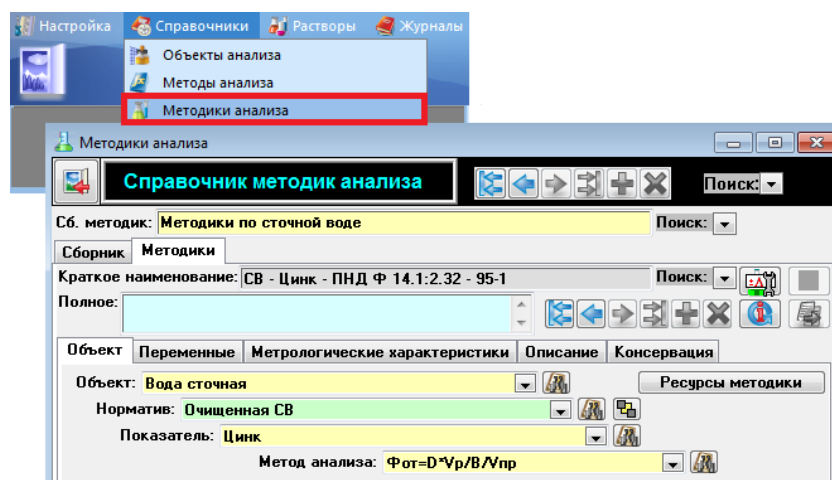 Настройка Справочники Растворы Журналы
Объекты анализа
Методы анализа
Методики анализа
Методики анализа
Справочник методик анализа Поиск:
Сб. методик: Методики по сточной воде Поиск:
Сборник Методики
Краткое наименование: СВ - Цинк - ПНД Ф 14.1:2.32 - 95-1 Поиск:
Полное:
Объект Переменные Метрологические характеристики Описание Консервация
Объект: Вода сточная Ресурсы методики
Норматив: Очищенная СВ
Показатель: Цинк
Метод анализа: Фот=D*Vр/B/Vпр